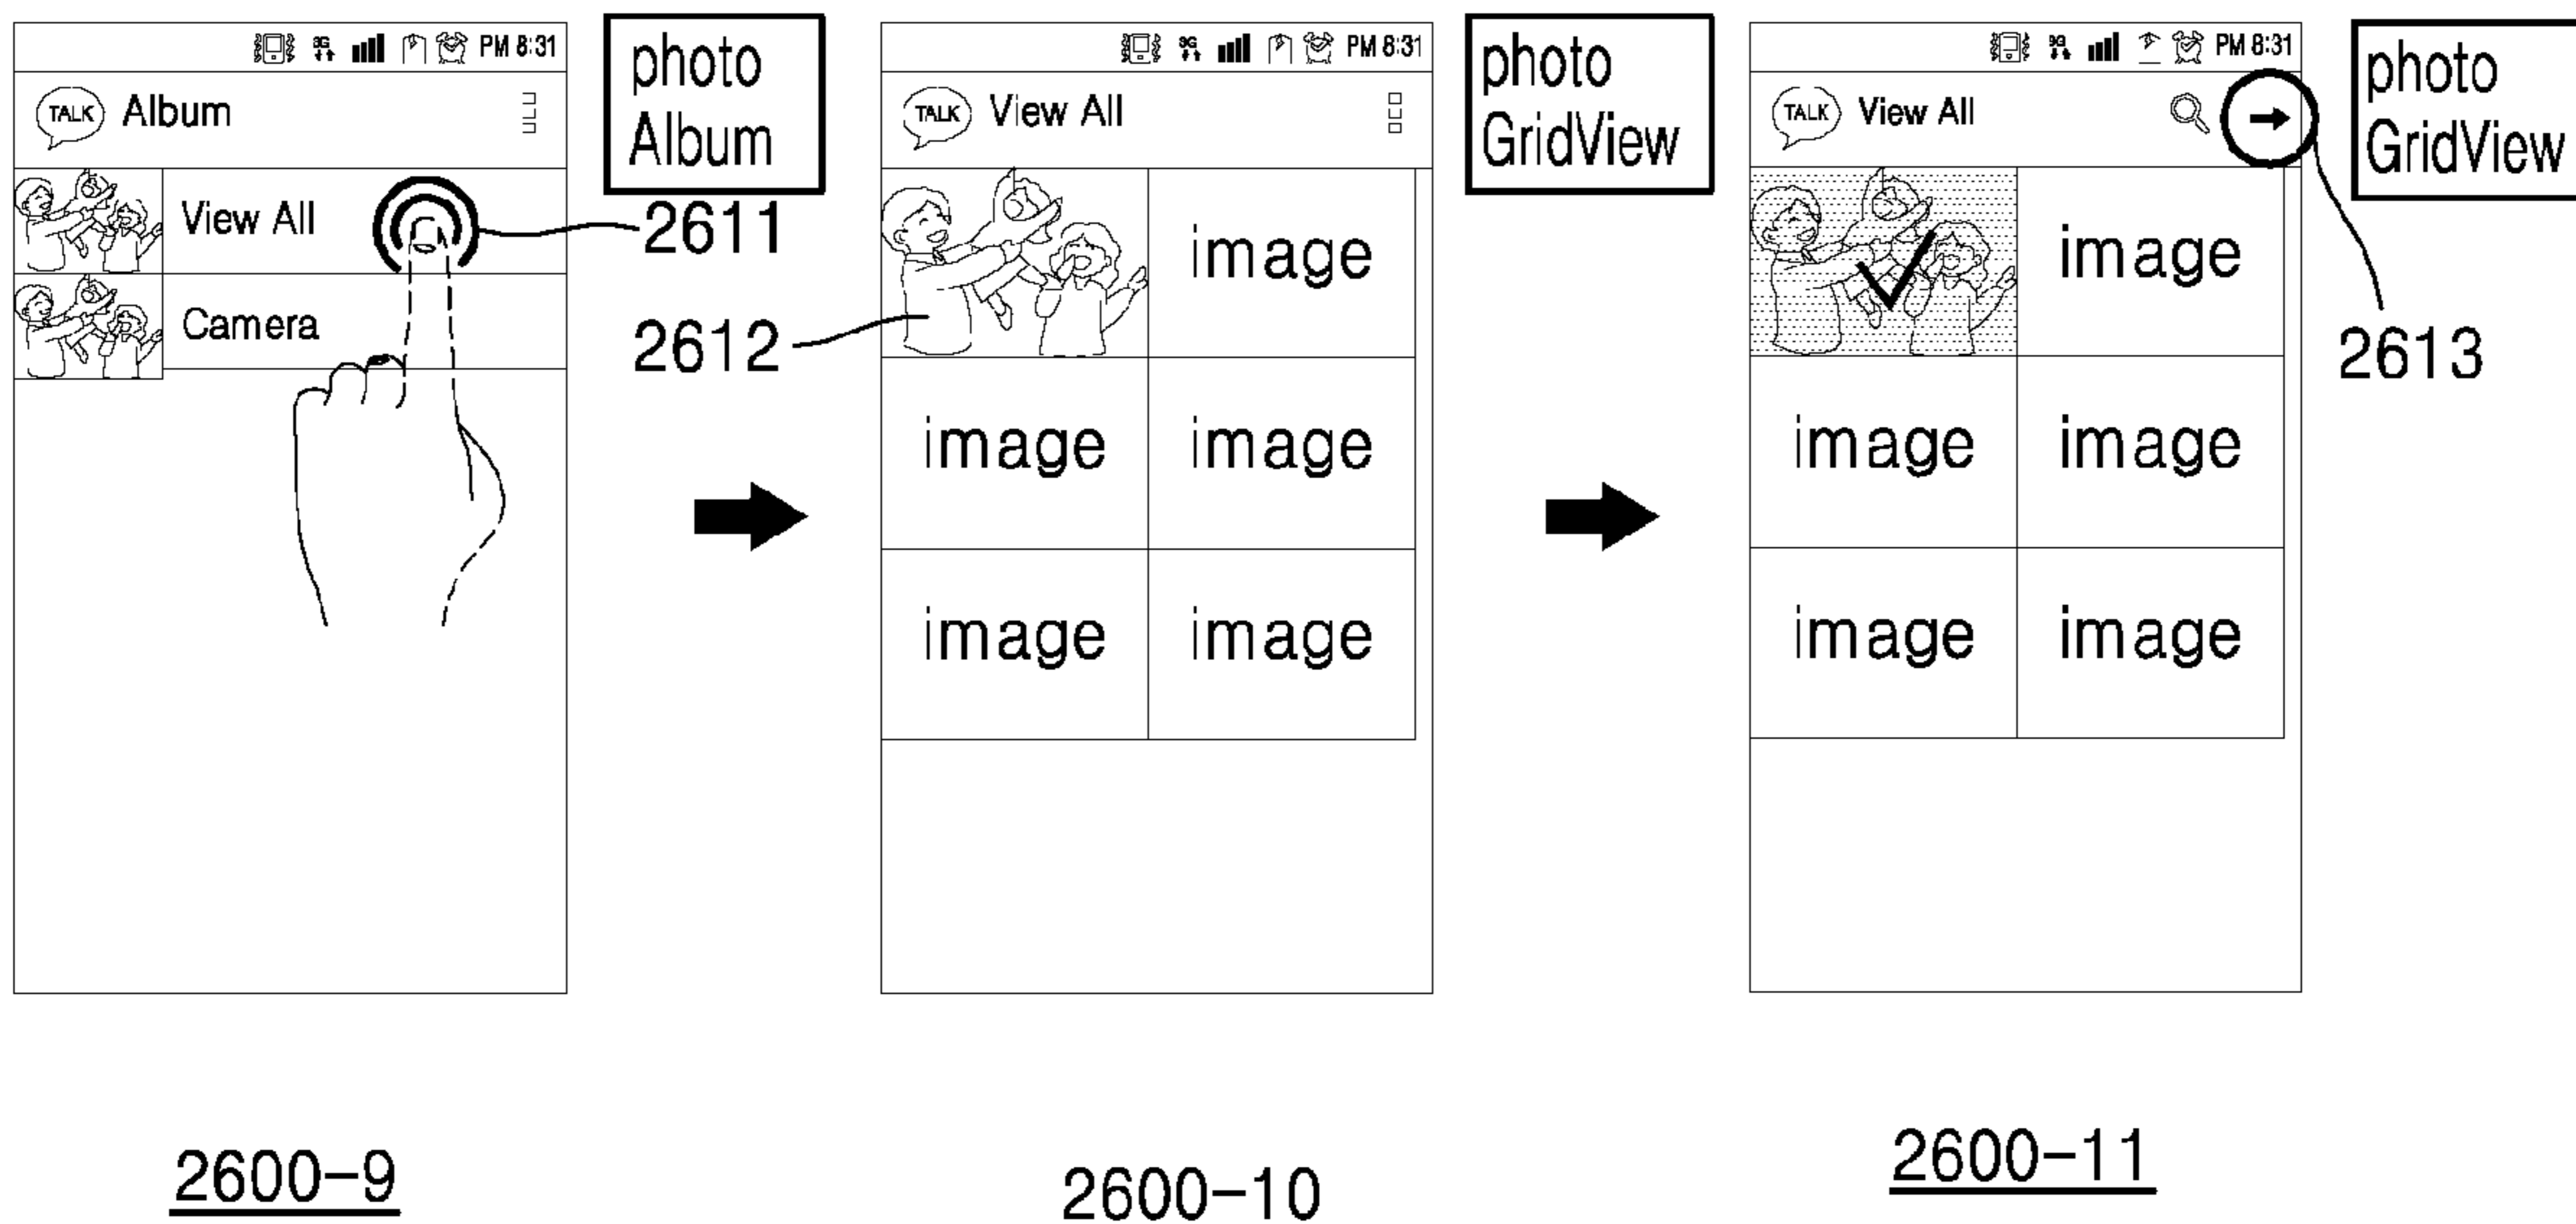 PM 8:31
TALK Album
View All
Camera
photo
Album
2611
2612
PM 8:31
TALK View All
image
image image
image image
photo
GridView
3G PM 8:31
TALK View All
image
image image
image image
photo
GridView
2613
2600-9
2600-10
2600-11